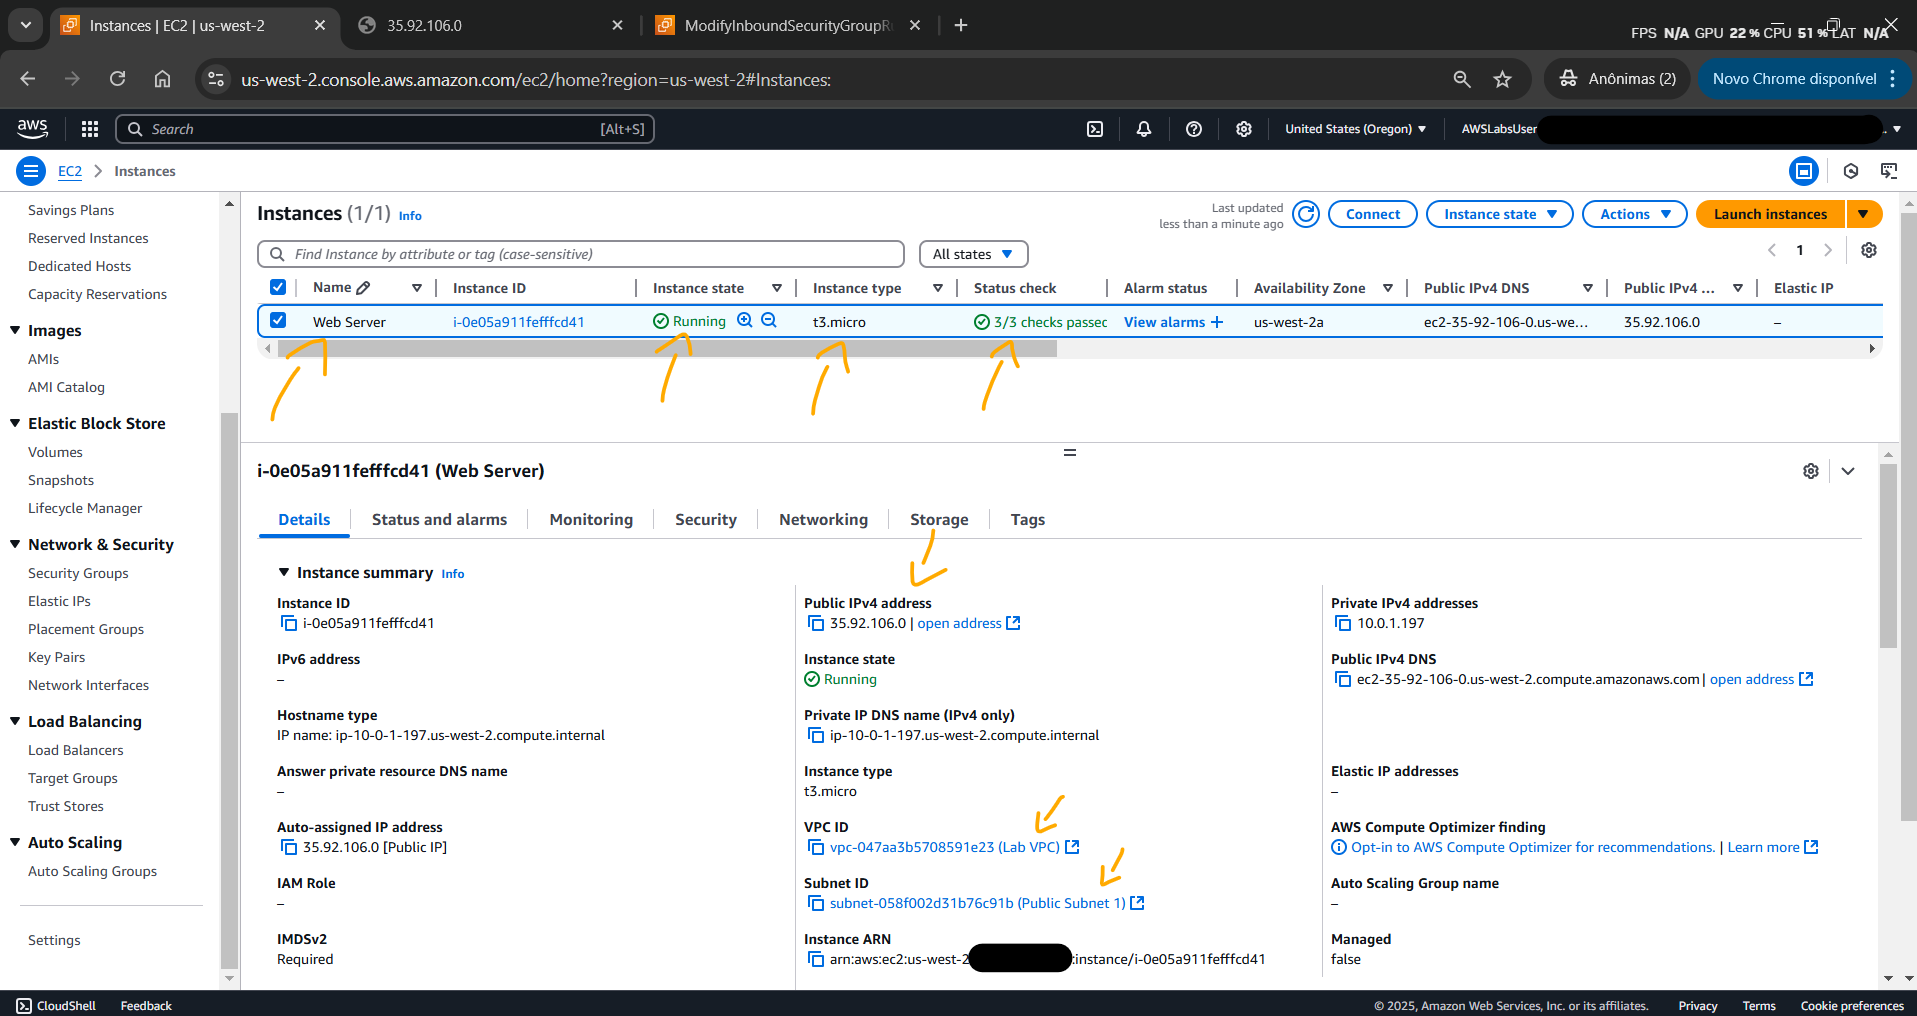 Instances | EC2 | us-west-2
35.92.106.0
ModifyInboundSecurityGroupR
FPS N/A GPU 22 % CPU 51 % LAT N/A
us-west-2.console.aws.amazon.com/ec2/home?region=us-west-2#Instances:
Anônimas (2)
Novo Chrome disponível
aws
Search
[Alt+S]
United States (Oregon)
AWSLabsUser
EC2
Instances
Savings Plans
Reserved Instances
Dedicated Hosts
Capacity Reservations
Images
AMIs
AMI Catalog
Elastic Block Store
Volumes
Snapshots
Lifecycle Manager
Network & Security
Security Groups
Elastic IPs
Placement Groups
Key Pairs
Network Interfaces
Load Balancing
Load Balancers
Target Groups
Trust Stores
Auto Scaling
Auto Scaling Groups
Settings
Instances (1/1) Info
Last updated
less than a minute ago
Connect
Instance state
Actions
Launch instances
Find Instance by attribute or tag (case-sensitive)
All states
1
Name
Instance ID
Instance state
Instance type
Status check
Alarm status
Availability Zone
Public IPv4 DNS
Public IPv4 ...
Elastic IP
Web Server
i-0e05a911fefffcd41
Running
t3.micro
3/3 checks passec
View alarms +
us-west-2a
ec2-35-92-106-0.us-we...
35.92.106.0
–
i-0e05a911fefffcd41 (Web Server)
Details
Status and alarms
Monitoring
Security
Networking
Storage
Tags
Instance summary Info
Instance ID
i-0e05a911fefffcd41
Public IPv4 address
35.92.106.0 | open address
Private IPv4 addresses
10.0.1.197
IPv6 address
–
Instance state
Running
Public IPv4 DNS
ec2-35-92-106-0.us-west-2.compute.amazonaws.com | open address
Hostname type
IP name: ip-10-0-1-197.us-west-2.compute.internal
Private IP DNS name (IPv4 only)
ip-10-0-1-197.us-west-2.compute.internal
Answer private resource DNS name
–
Instance type
t3.micro
Elastic IP addresses
–
Auto-assigned IP address
35.92.106.0 [Public IP]
VPC ID
vpc-047aa3b5708591e23 (Lab VPC)
AWS Compute Optimizer finding
Opt-in to AWS Compute Optimizer for recommendations. | Learn more
IAM Role
–
Subnet ID
subnet-058f002d31b76c91b (Public Subnet 1)
Auto Scaling Group name
–
IMDSv2
Required
Instance ARN
arn:aws:ec2:us-west-2 :instance/i-0e05a911fefffcd41
Managed
false
CloudShell
Feedback
© 2025, Amazon Web Services, Inc. or its affiliates.
Privacy
Terms
Cookie preferences